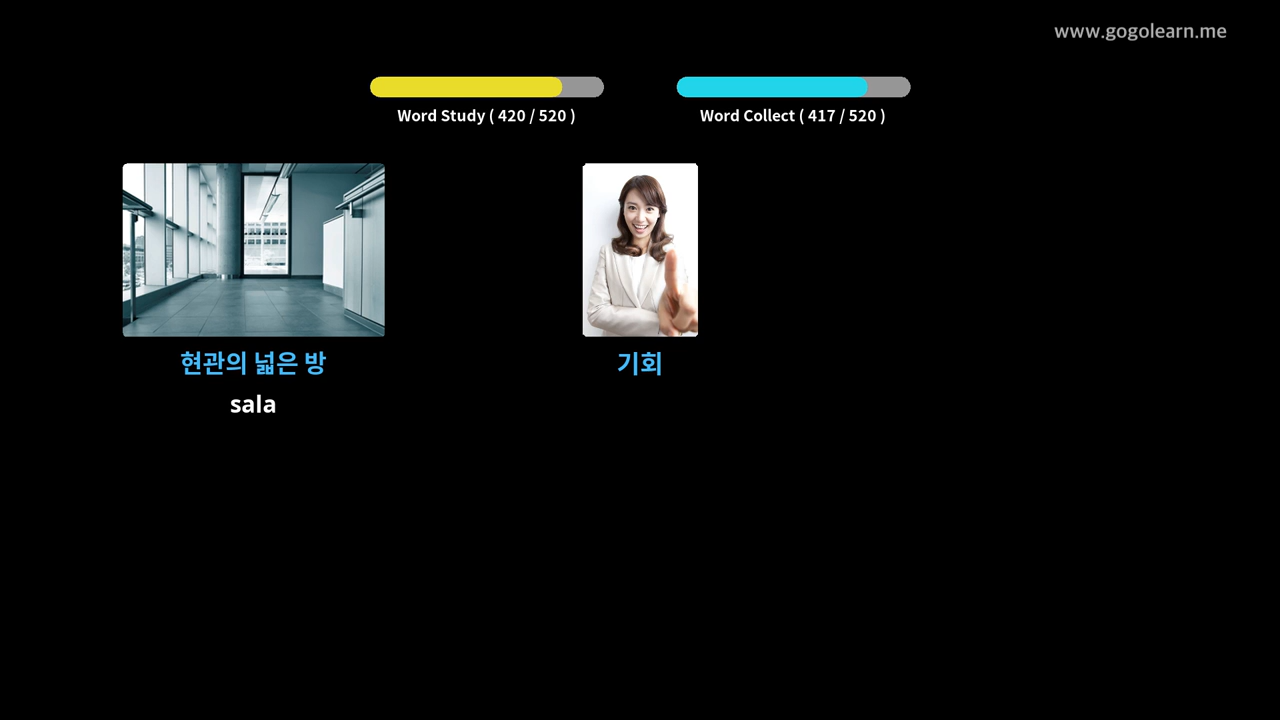 www.gogolearn.me
Word Study ( 420 / 520 )
Word Collect ( 417 / 520 )
현관의 넓은 방
기회
sala